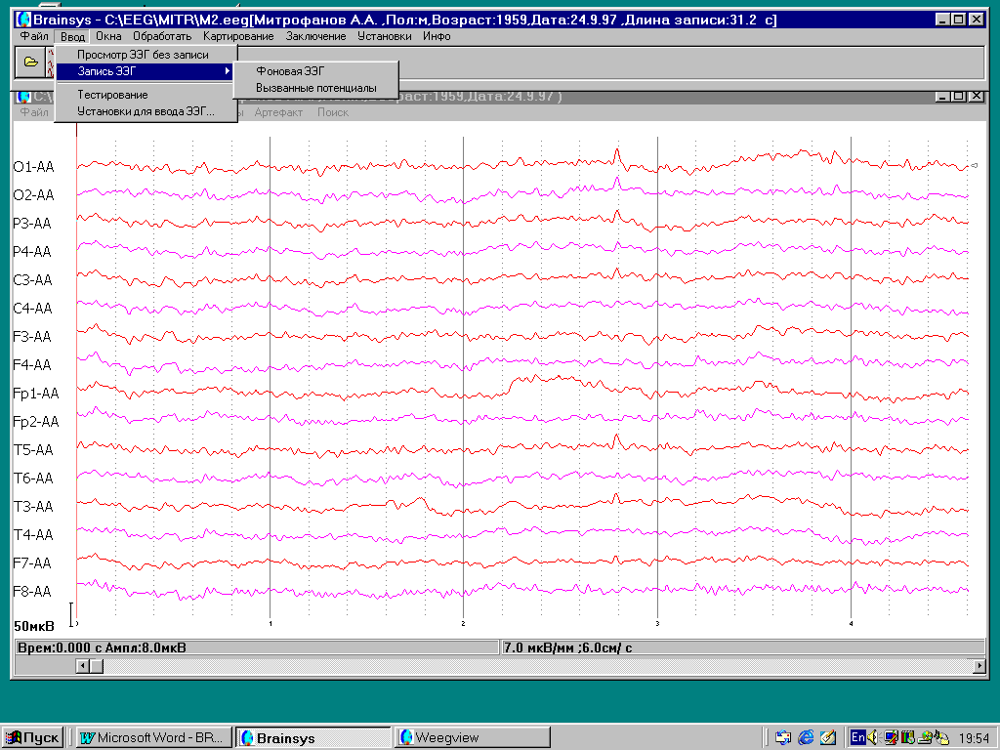 Brainsys - C:\EEG\MITR\M2.eeg[Митрофанов А.А. ,Пол:м,Возраст:1959,Дата:24.9.97 ,Длина записи:31.2 с]
Файл Ввод Окна Обработать Картирование Заключение Установки Инфо
Просмотр ЭЭГ без записи
Запись ЭЭГ
Фоновая ЭЭГ
Вызванные потенциалы
Тестирование
Установки для ввода ЭЭГ...
C:\ :1959,Дата:24.9.97 )
Файл Артефакт Поиск
O1-AA
O2-AA
P3-AA
P4-AA
C3-AA
C4-AA
F3-AA
F4-AA
Fp1-AA
Fp2-AA
T5-AA
T6-AA
T3-AA
T4-AA
F7-AA
F8-AA
50мкВ
0 1 2 3 4
Врем:0.000 с Ампл:8.0мкВ 7.0 мкВ/мм ;6.0см/ с
Пуск Microsoft Word - BR... Brainsys Weegview En 19:54